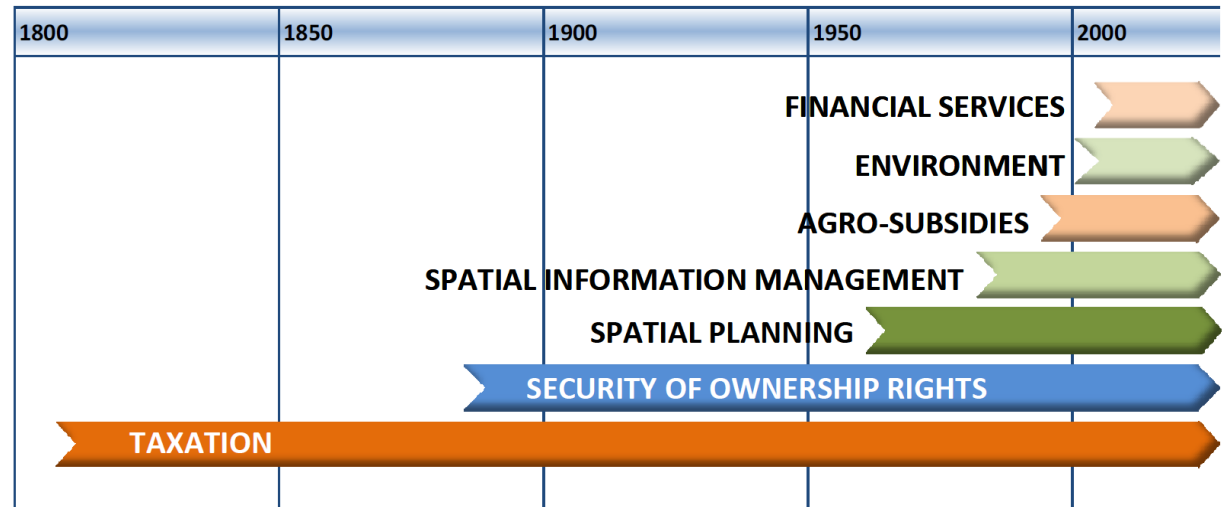 1800 1850 1900 1950 2000
FINANCIAL SERVICES
ENVIRONMENT
AGRO-SUBSIDIES
SPATIAL INFORMATION MANAGEMENT
SPATIAL PLANNING
SECURITY OF OWNERSHIP RIGHTS
TAXATION